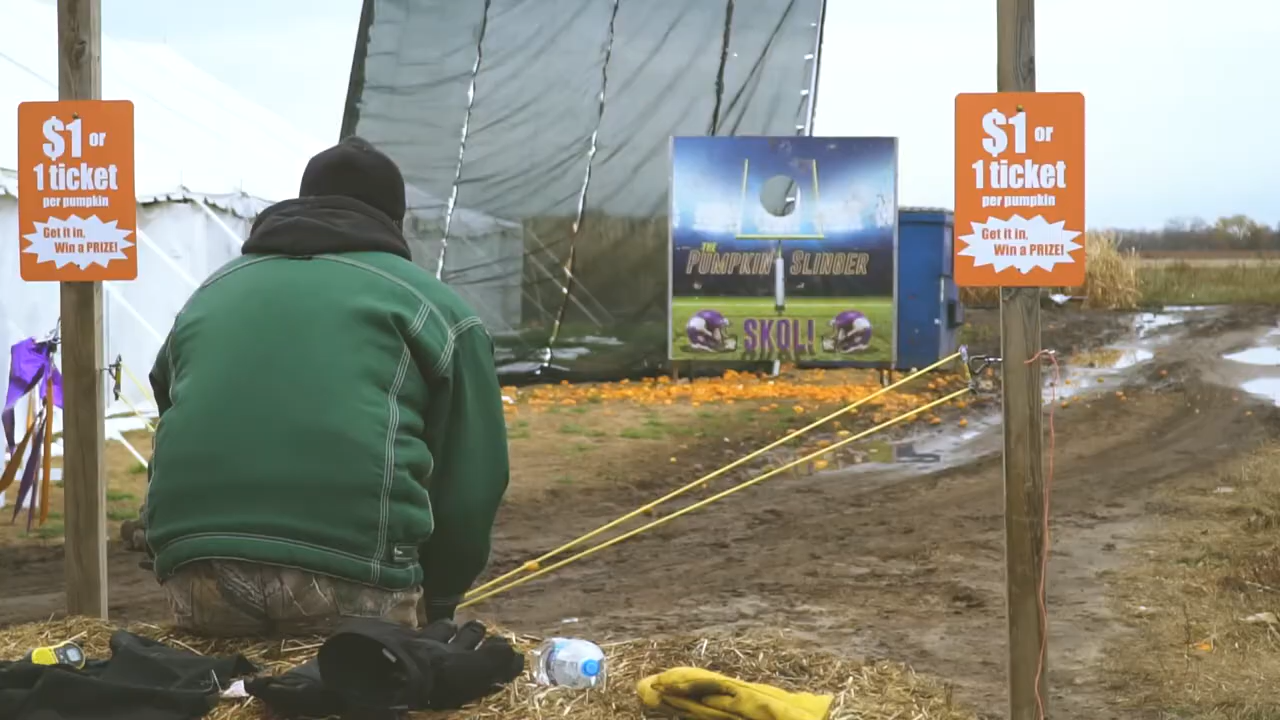 $1 or
1 ticket
per pumpkin
Get it in,
Win a PRIZE!
THE
PUMPKIN SLINGER
SKOL!
$1 or
1 ticket
per pumpkin
Get it in,
Win a PRIZE!